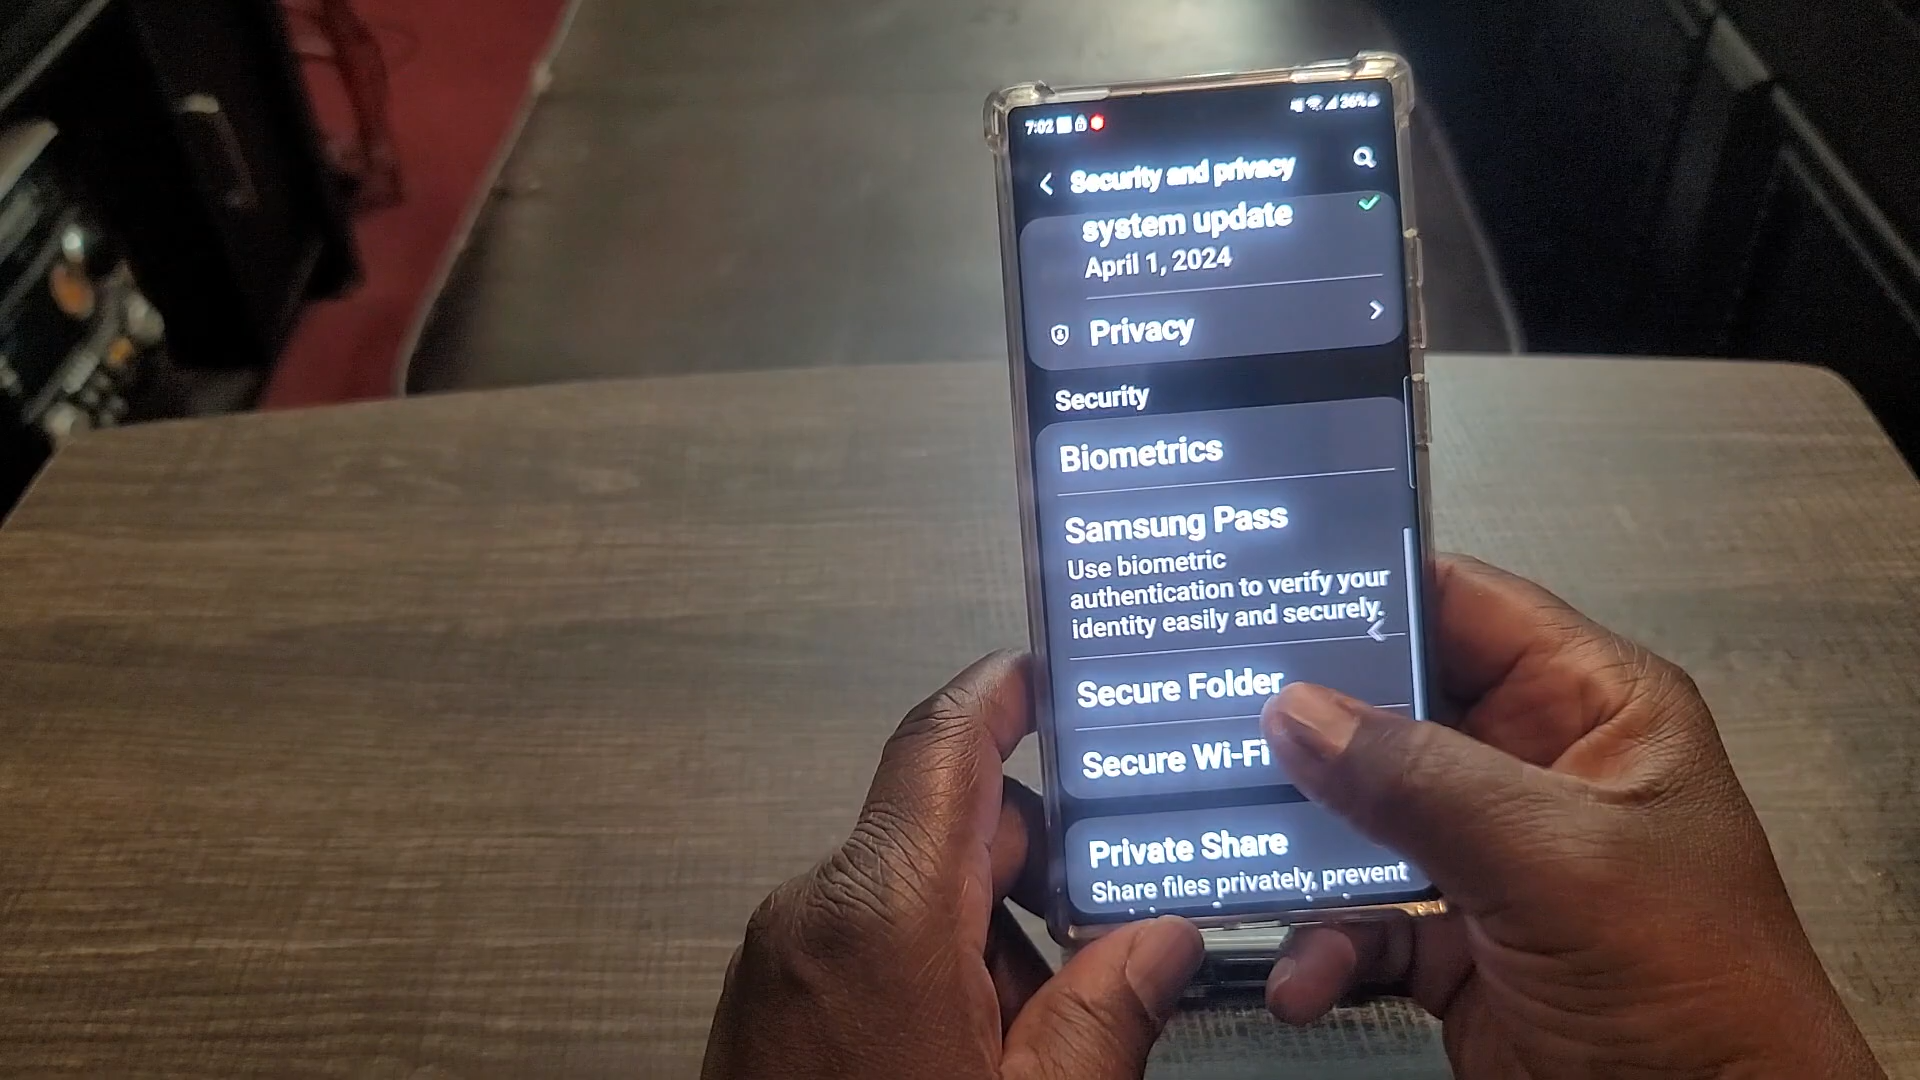 7:02
36%
Security and privacy
system update
April 1, 2024
Privacy
Security
Biometrics
Samsung Pass
Use biometric
authentication to verify your
identity easily and securely.
Secure Folder
Secure Wi-Fi
Private Share
Share files privately, prevent